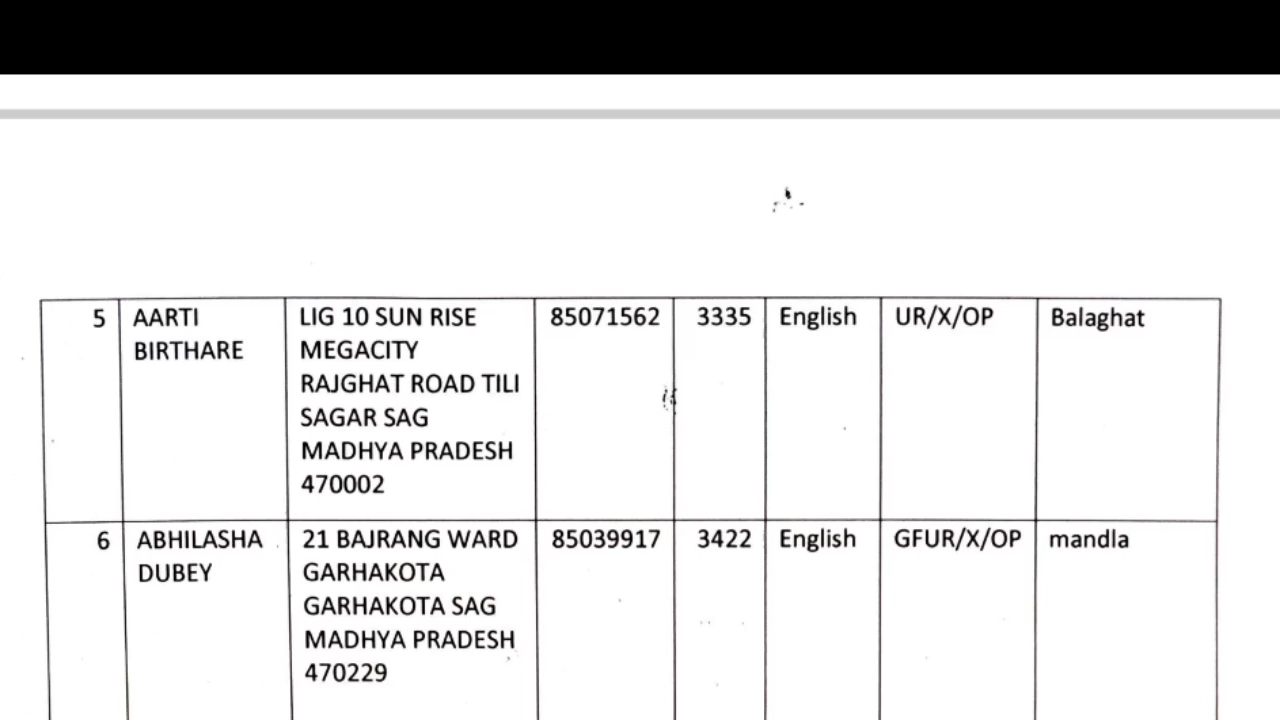 5 AARTI BIRTHARE LIG 10 SUN RISE MEGACITY RAJGHAT ROAD TILI SAGAR SAG MADHYA PRADESH 470002 85071562 3335 English UR/X/OP Balaghat
6 ABHILASHA DUBEY 21 BAJRANG WARD GARHAKOTA GARHAKOTA SAG MADHYA PRADESH 470229 85039917 3422 English GFUR/X/OP mandla